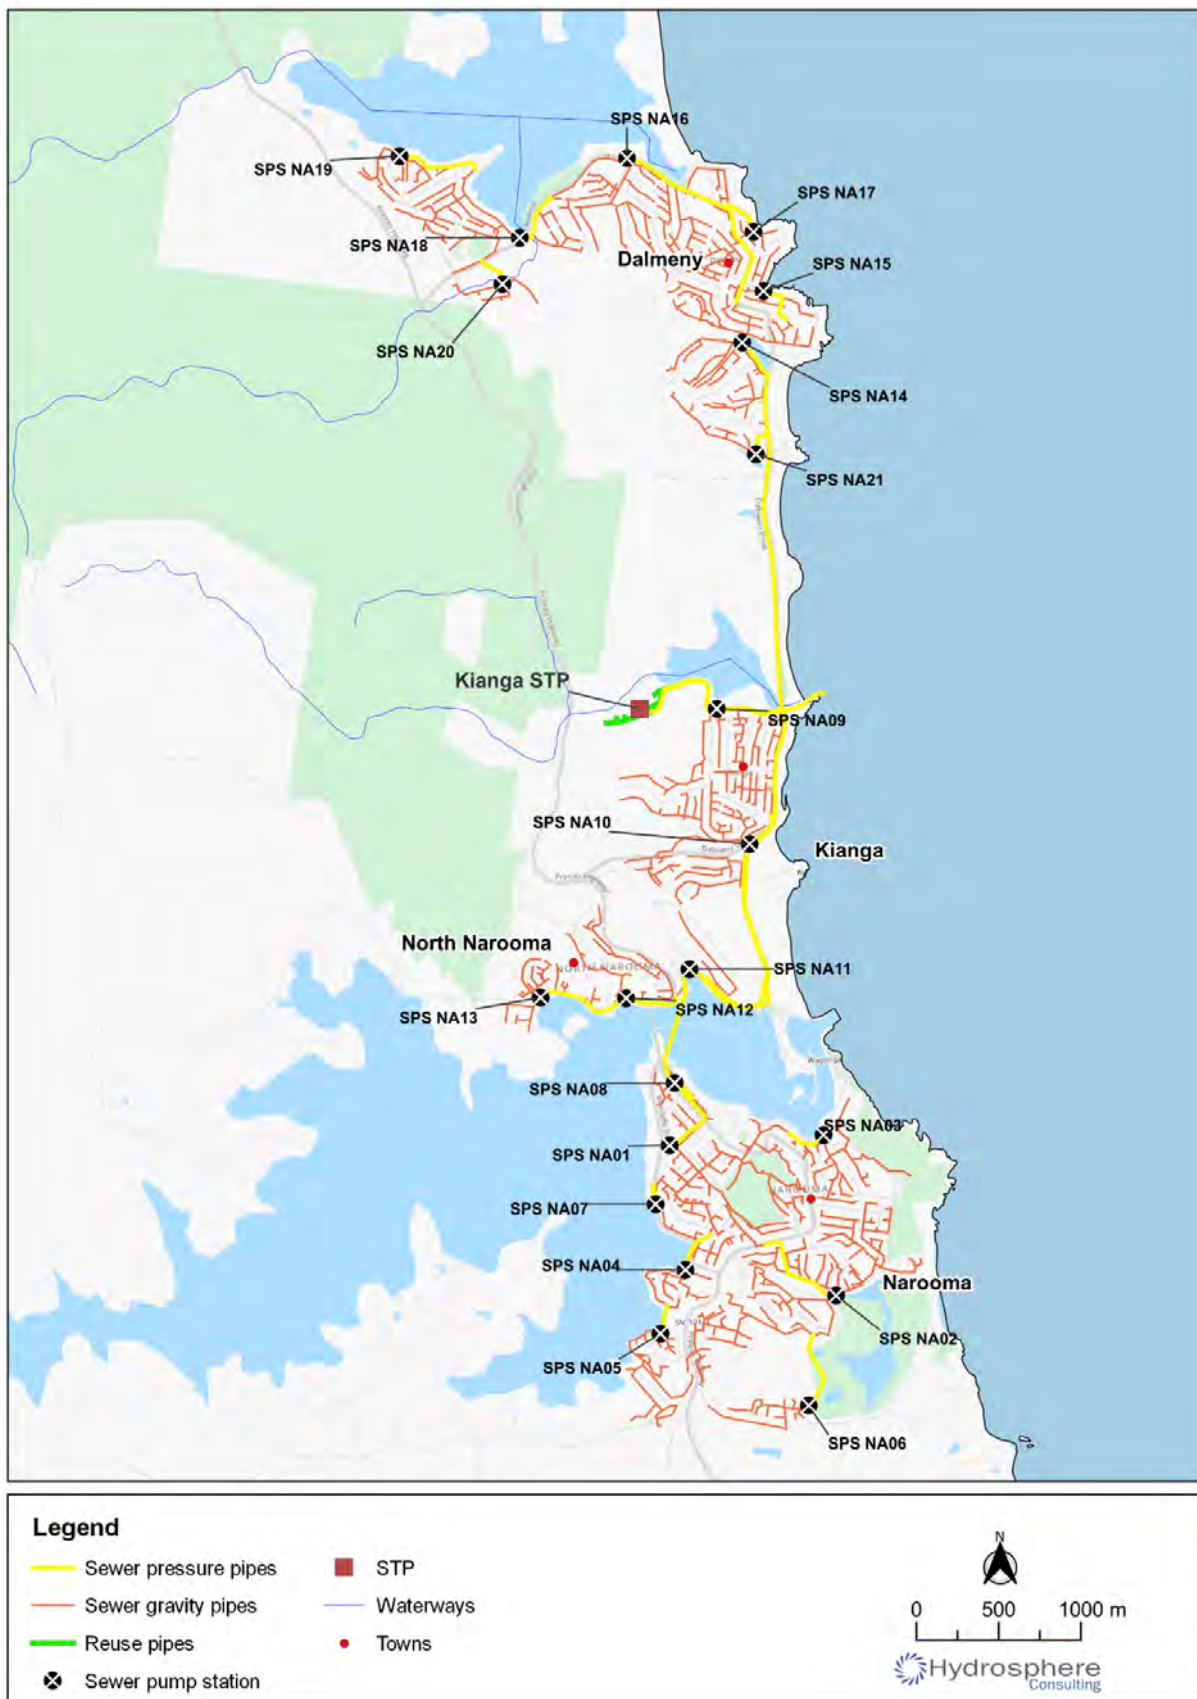 SPS NA16
SPS NA19
SPS NA17
SPS NA18
Dalmeny
SPS NA15
SPS NA20
SPS NA14
SPS NA21
Kianga STP
SPS NA09
SPS NA10
Kianga
North Narooma
NORTH NAROOMA
SPS NA11
SPS NA13
SPS NA12
SPS NA08
SPS NA03
SPS NA01
NAROOMA
SPS NA07
SPS NA04
Narooma
SPS NA02
SPS NA05
SPS NA06
Legend
Sewer pressure pipes
STP
Sewer gravity pipes
Waterways
Reuse pipes
Towns
Sewer pump station
N
0 500 1000 m
Hydrosphere
Consulting